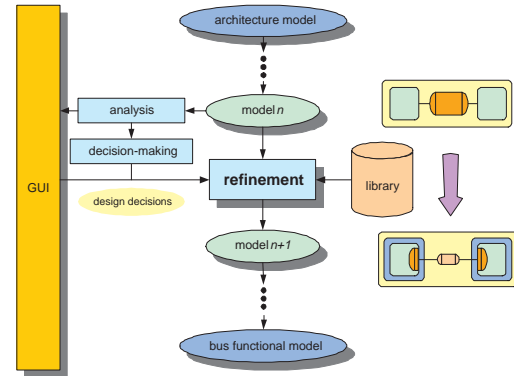 architecture model
model n
analysis
decision-making
GUI
refinement
library
design decisions
model n+1
bus functional model